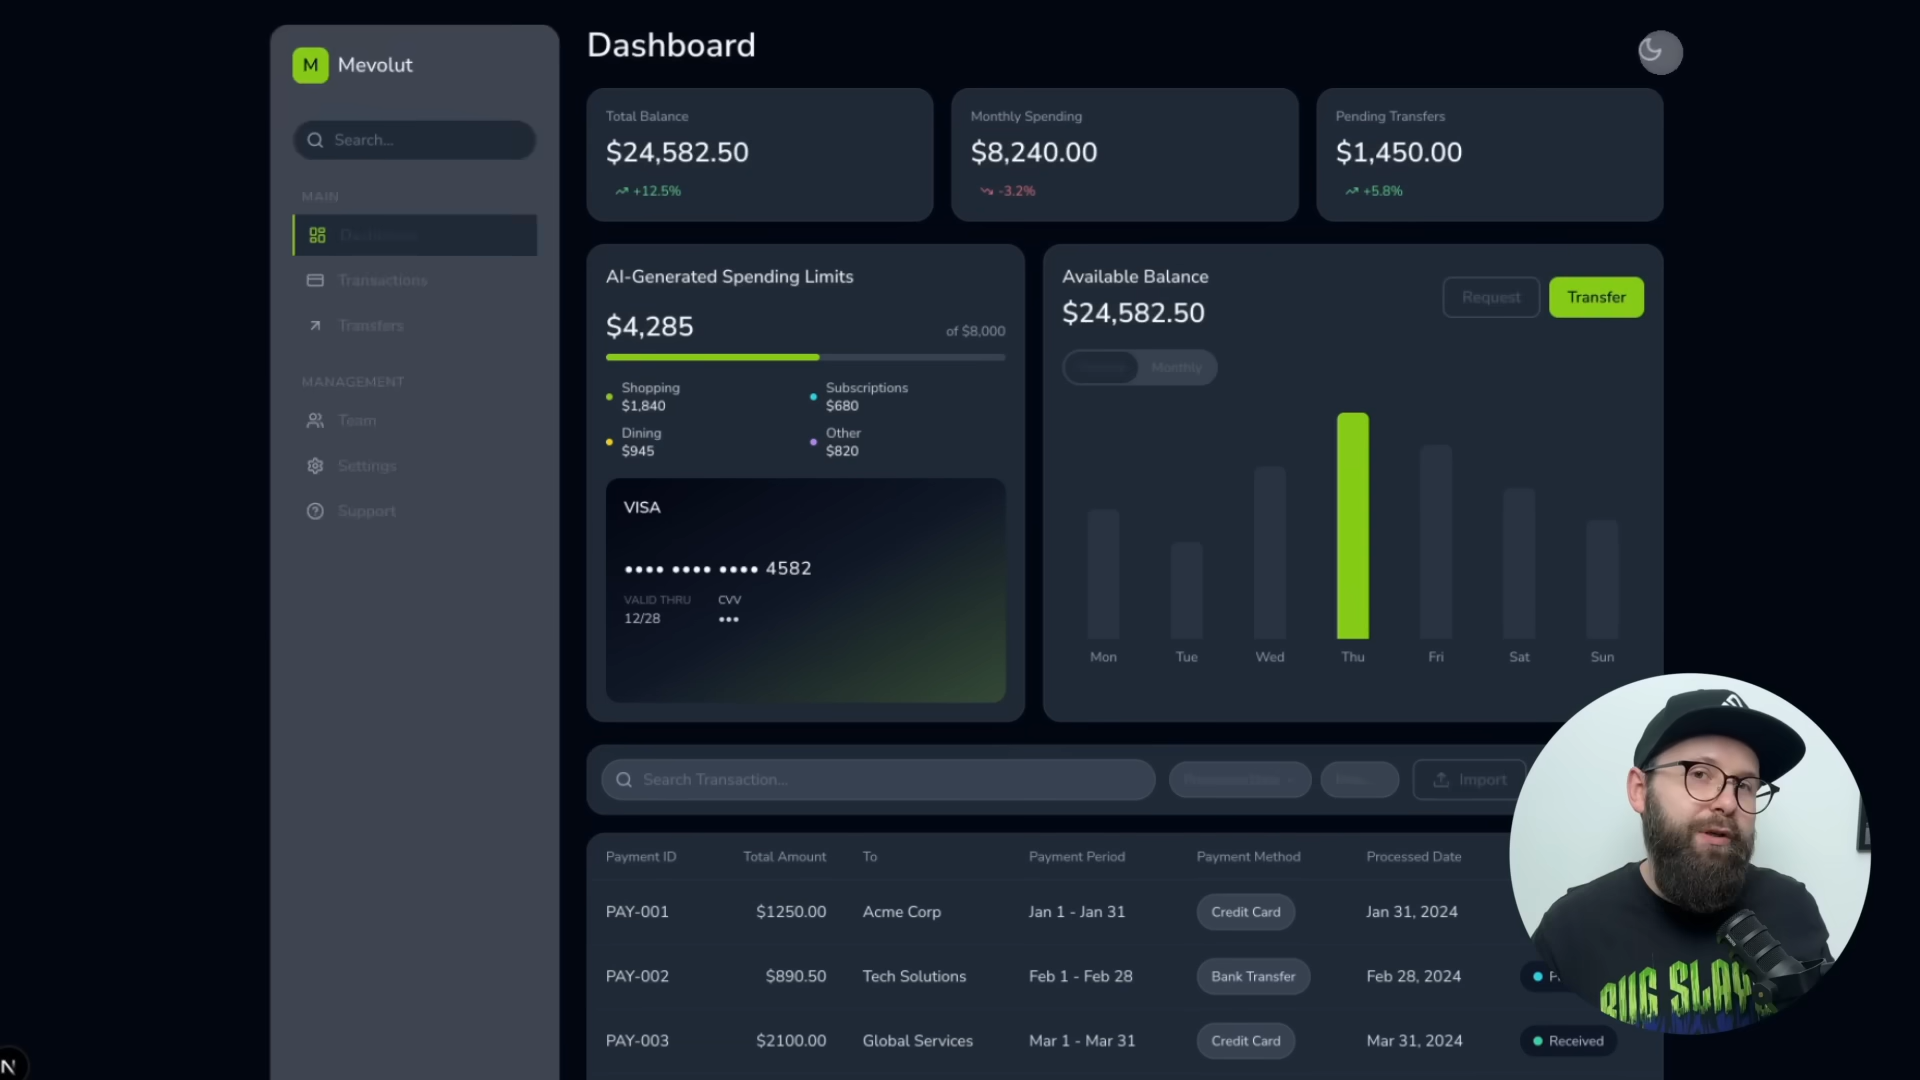 M Mevolut
Search...
MAIN
Dashboard
Transactions
Transfers
MANAGEMENT
Team
Settings
Support
Dashboard
Total Balance
$24,582.50
+12.5%
Monthly Spending
$8,240.00
-3.2%
Pending Transfers
$1,450.00
+5.8%
AI-Generated Spending Limits
$4,285
of $8,000
Shopping
$1,840
Subscriptions
$680
Dining
$945
Other
$820
VISA
•••• •••• •••• 4582
VALID THRU
12/28
CVV
•••
Available Balance
$24,582.50
Request
Transfer
Monthly
Mon Tue Wed Thu Fri Sat Sun
Search Transaction...
Import
Payment ID Total Amount To Payment Period Payment Method Processed Date
PAY-001 $1250.00 Acme Corp Jan 1 - Jan 31 Credit Card Jan 31, 2024
PAY-002 $890.50 Tech Solutions Feb 1 - Feb 28 Bank Transfer Feb 28, 2024
PAY-003 $2100.00 Global Services Mar 1 - Mar 31 Credit Card Mar 31, 2024 Received
N
BUG SLAY